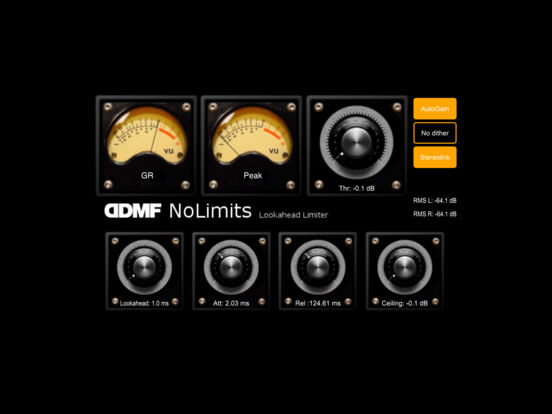 AutoGain
No dither
Stereolink
vu
GR
vu
Peak
Thr: -0.1 dB
RMS L: -64.1 dB
RMS R: -64.1 dB
DDMF NoLimits Lookahead Limiter
Lookahead: 1.0 ms
Att: 2.03 ms
Rel :124.61 ms
Ceiling: -0.1 dB